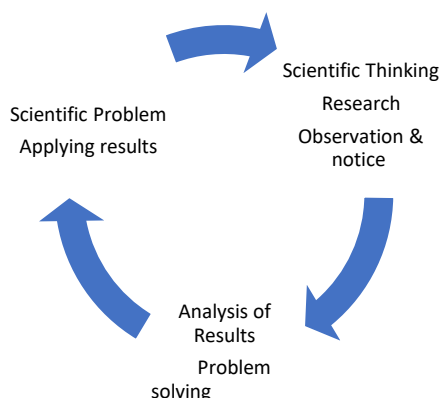 Scientific Thinking
Research
Observation &
notice
Scientific Problem
Applying results
Analysis of
Results
Problem
solving